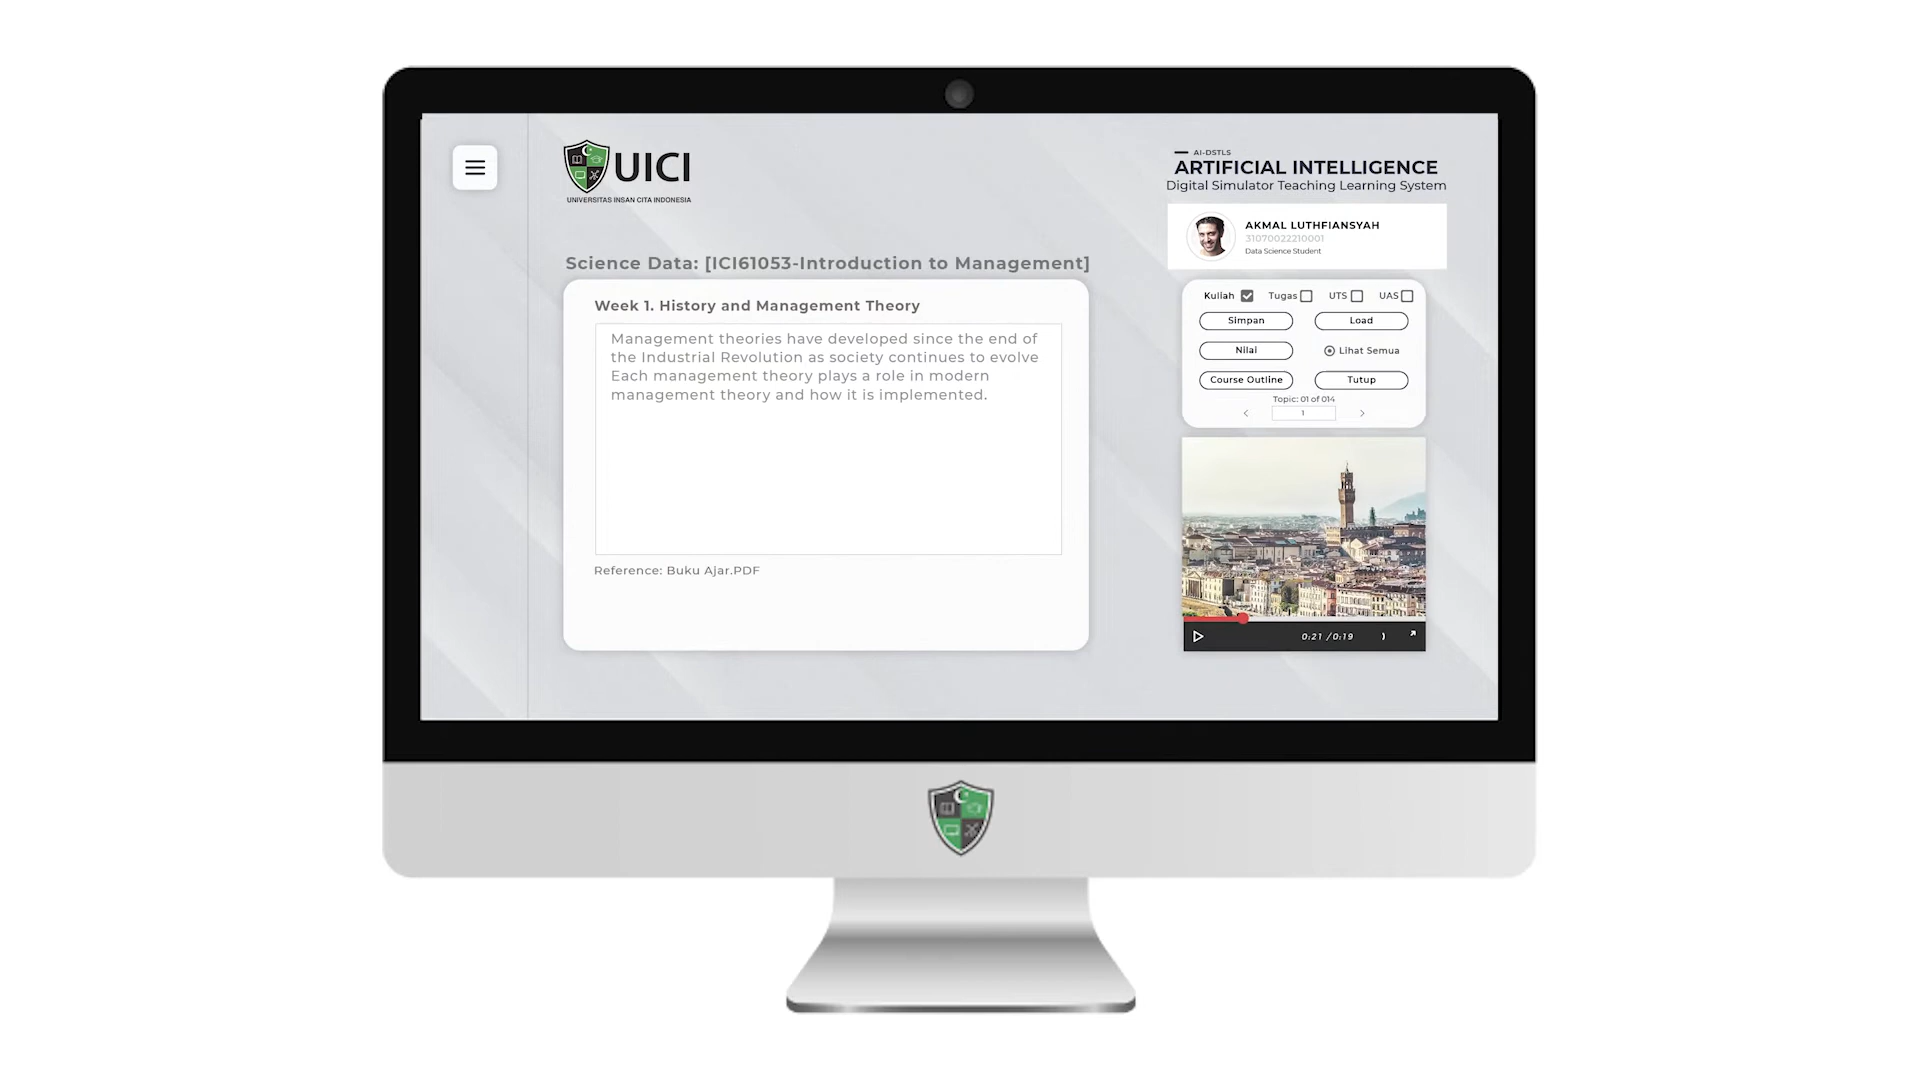 UICI
UNIVERSITAS INSAN CITA INDONESIA
AI-DSTLS
ARTIFICIAL INTELLIGENCE
Digital Simulator Teaching Learning System
AKMAL LUTHFIANSYAH
31070022210001
Data Science Student
Science Data: [ICI61053-Introduction to Management]
Week 1. History and Management Theory
Management theories have developed since the end of
the Industrial Revolution as society continues to evolve
Each management theory plays a role in modern
management theory and how it is implemented.
Reference: Buku Ajar.PDF
Kuliah Tugas UTS UAS
Simpan Load
Nilai Lihat Semua
Course Outline Tutup
Topic: 01 of 014
1
0:21 /0:19